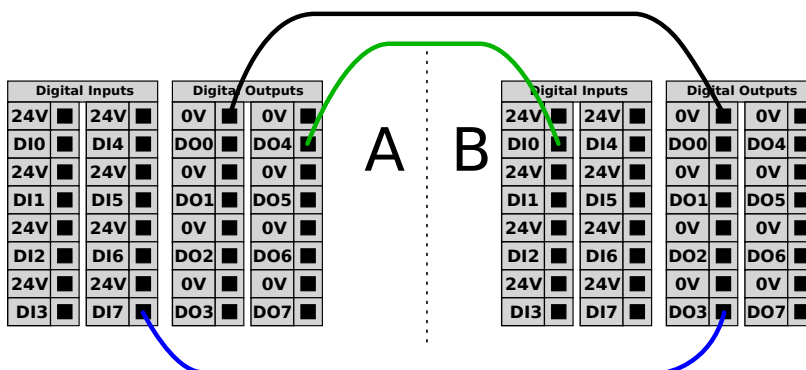 Digital Inputs Digital Outputs Digital Inputs Digital Outputs
24V 24V 0V 0V 24V 24V 0V 0V
DI0 DI4 DO0 DO4 A B DI0 DI4 DO0 DO4
24V 24V 0V 0V 24V 24V 0V 0V
DI1 DI5 DO1 DO5 DI1 DI5 DO1 DO5
24V 24V 0V 0V 24V 24V 0V 0V
DI2 DI6 DO2 DO6 DI2 DI6 DO2 DO6
24V 24V 0V 0V 24V 24V 0V 0V
DI3 DI7 DO3 DO7 DI3 DI7 DO3 DO7